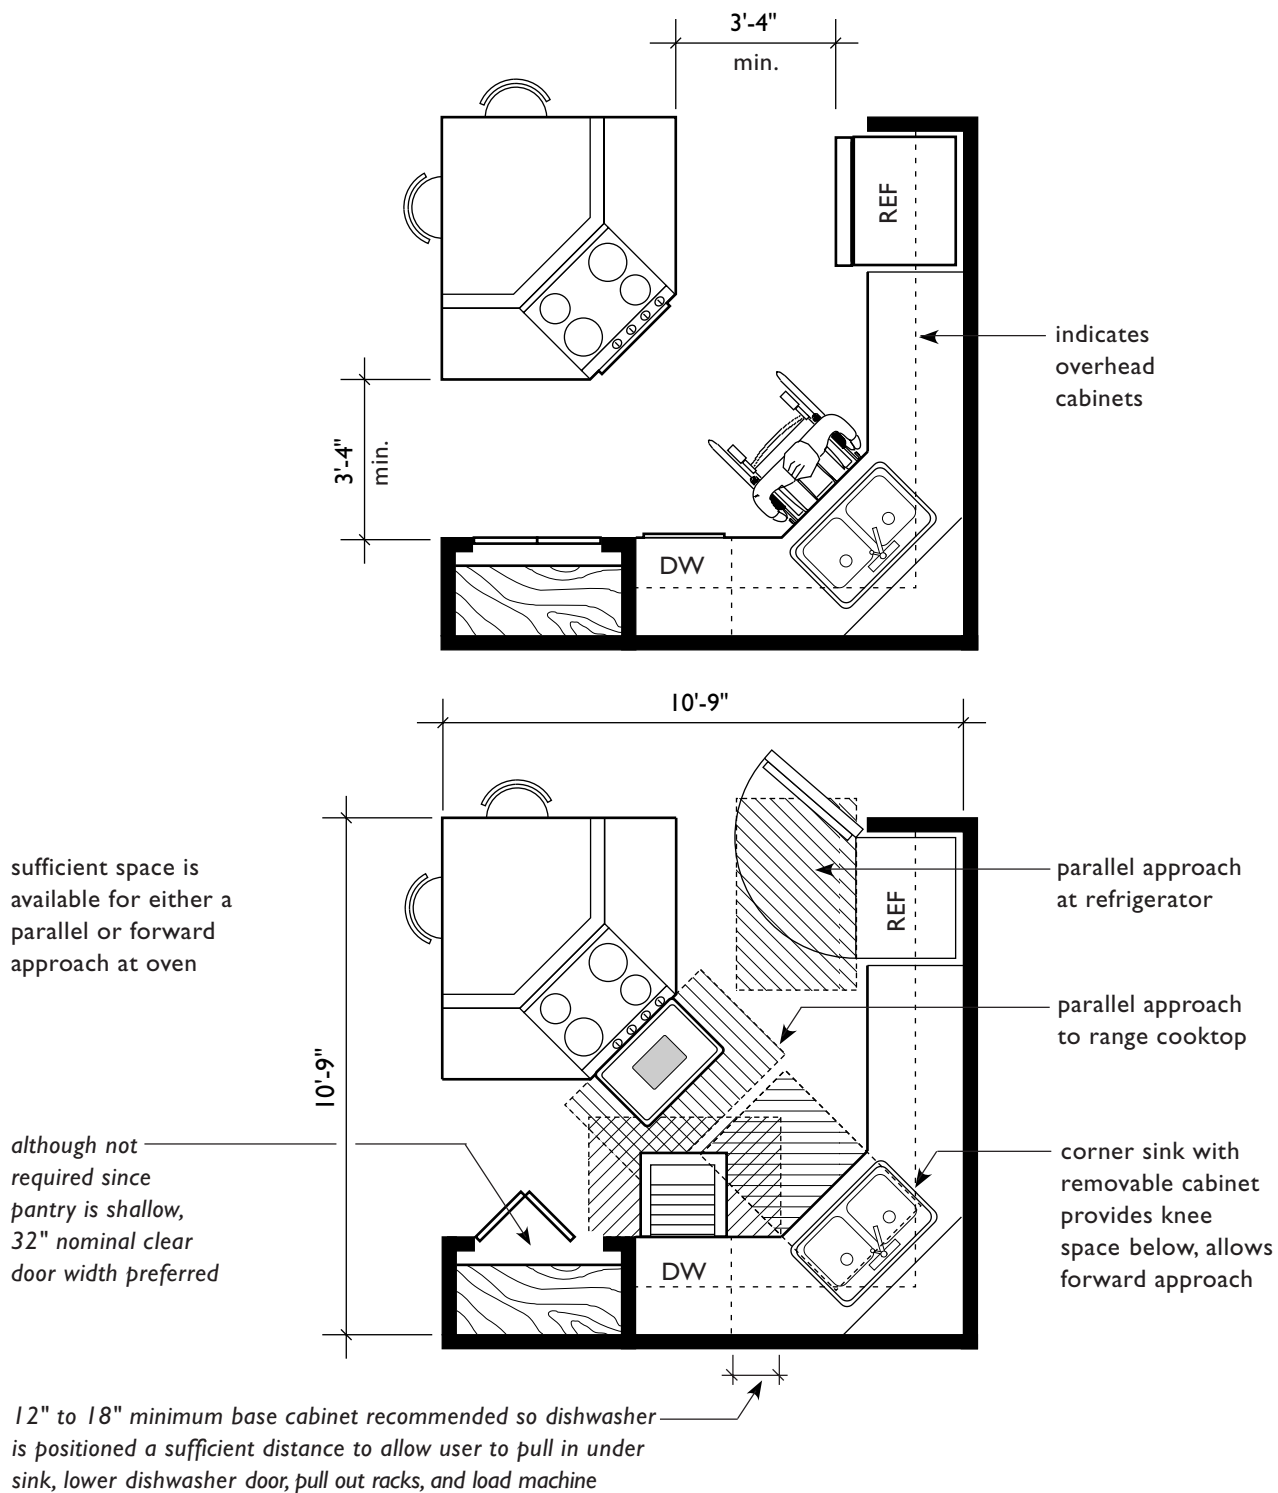 3'-4"
min.
REF
indicates
overhead
cabinets
3'-4"
min.
DW
10'-9"
sufficient space is
available for either a
parallel or forward
approach at oven
parallel approach
at refrigerator
REF
parallel approach
to range cooktop
10'-9"
although not
required since
pantry is shallow,
32" nominal clear
door width preferred
corner sink with
removable cabinet
provides knee
space below, allows
forward approach
DW
12" to 18" minimum base cabinet recommended so dishwasher
is positioned a sufficient distance to allow user to pull in under
sink, lower dishwasher door, pull out racks, and load machine